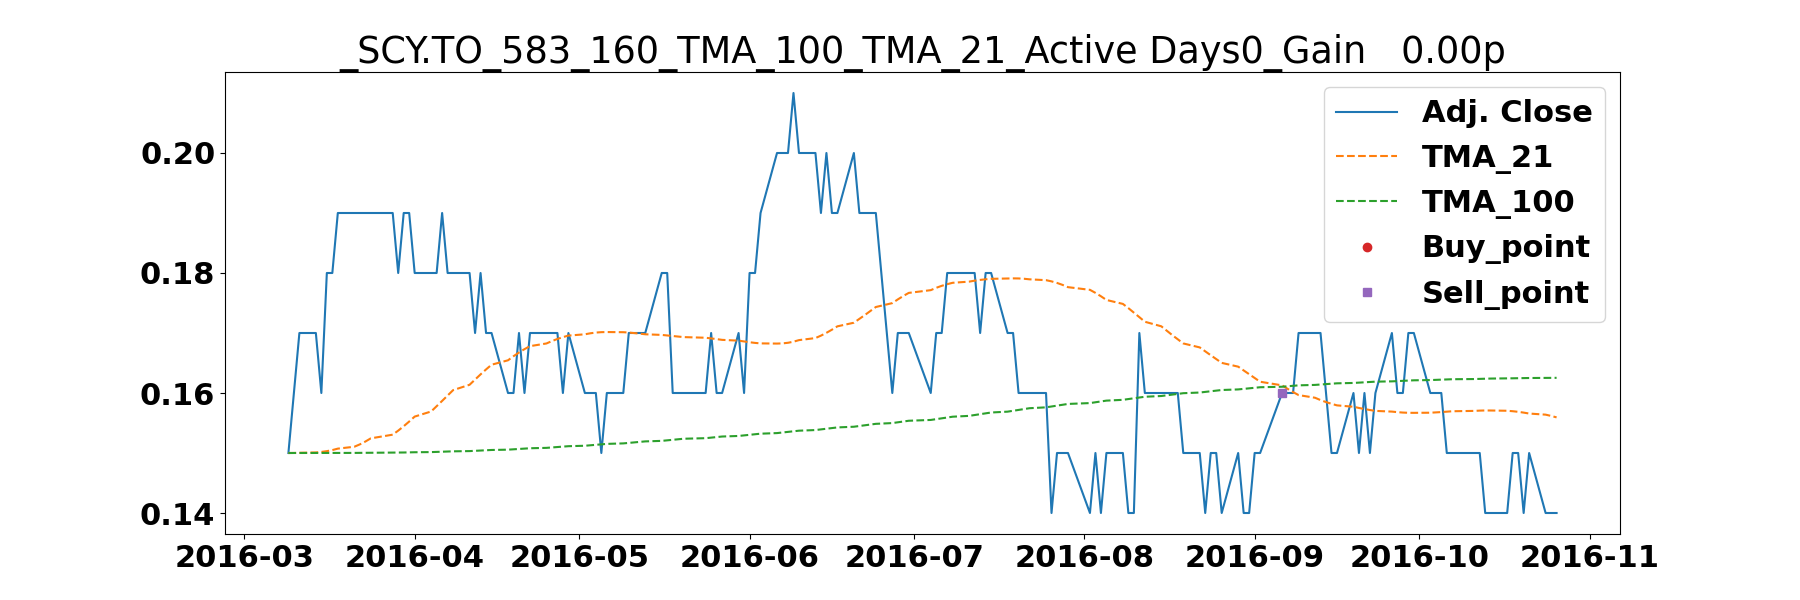 _SCY.TO_583_160_TMA_100_TMA_21_Active Days0_Gain   0.00p
Adj. Close
TMA_21
TMA_100
Buy_point
Sell_point
0.20
0.18
0.16
0.14
2016-03 2016-04 2016-05 2016-06 2016-07 2016-08 2016-09 2016-10 2016-11